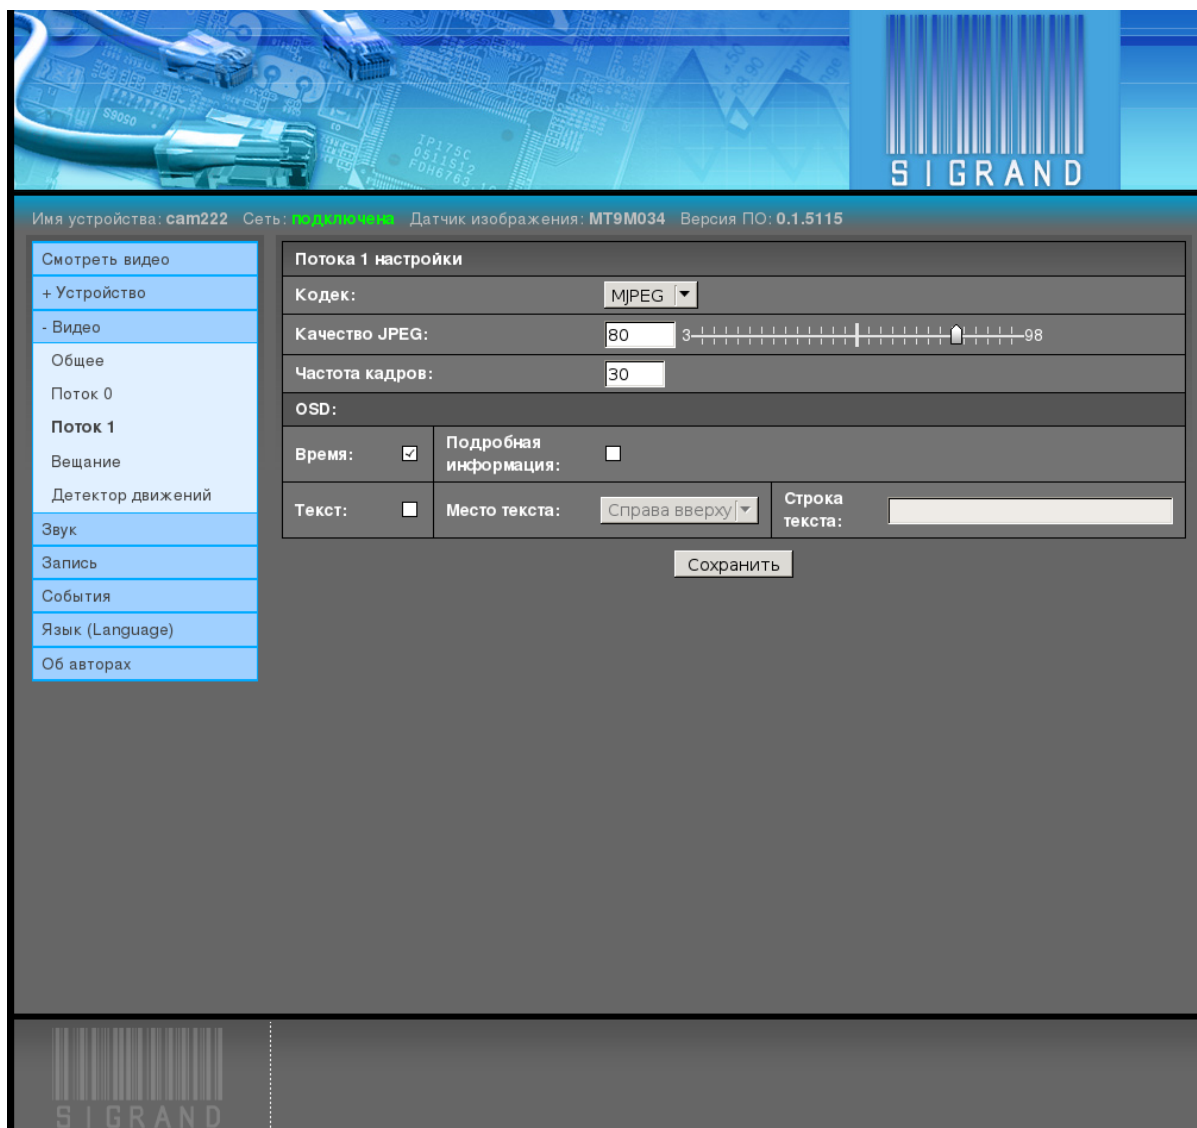 S9OSO
IP175C
0511S12
SIGRAND
Имя устройства: cam222 Сеть: подключена Датчик изображения: MT9M034 Версия ПО: 0.1.5115
Смотреть видео
+ Устройство
- Видео
Общее
Поток 0
Поток 1
Вещание
Детектор движений
Звук
Запись
События
Язык (Language)
Об авторах
Потока 1 настройки
Кодек: MJPEG
Качество JPEG: 80 3 98
Частота кадров: 30
OSD:
Время: Подробная
информация:
Текст: Место текста: Справа вверху Строка
текста:
Сохранить
SIGRAND